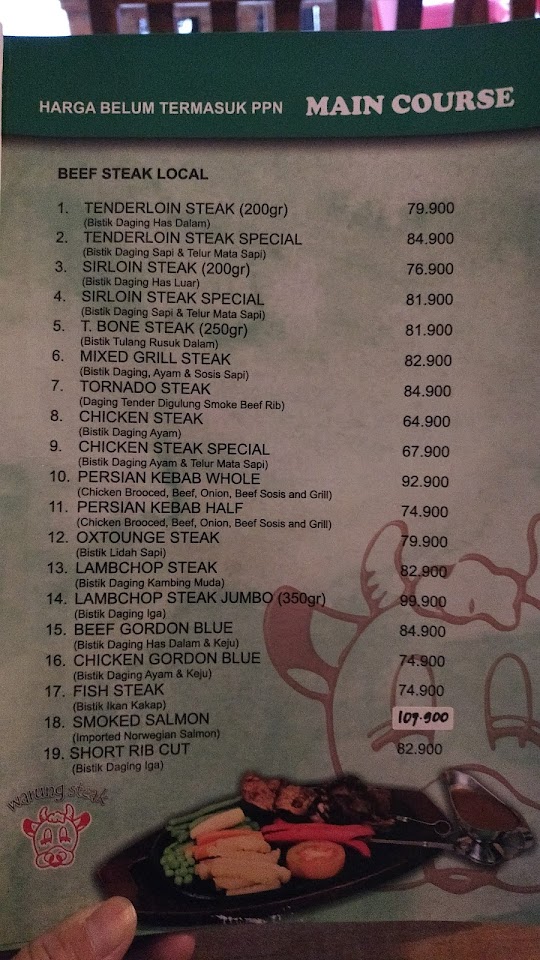 HARGA BELUM TERMASUK PPN MAIN COURSE
BEEF STEAK LOCAL
1. TENDERLOIN STEAK (200gr) 79.900
(Bistik Daging Has Dalam)
2. TENDERLOIN STEAK SPECIAL 84.900
(Bistik Daging Sapi & Telur Mata Sapi)
3. SIRLOIN STEAK (200gr) 76.900
(Bistik Daging Has Luar)
4. SIRLOIN STEAK SPECIAL 81.900
(Bistik Daging Sapi & Telur Mata Sapi)
5. T. BONE STEAK (250gr) 81.900
(Bistik Tulang Rusuk Dalam)
6. MIXED GRILL STEAK 82.900
(Bistik Daging, Ayam & Sosis Sapi)
7. TORNADO STEAK 84.900
(Daging Tender Digulung Smoke Beef Rib)
8. CHICKEN STEAK 64.900
(Bistik Daging Ayam)
9. CHICKEN STEAK SPECIAL 67.900
(Bistik Daging Ayam & Telur Mata Sapi)
10. PERSIAN KEBAB WHOLE 92.900
(Chicken Brooced, Beef, Onion, Beef Sosis and Grill)
11. PERSIAN KEBAB HALF 74.900
(Chicken Brooced, Beef, Onion, Beef Sosis and Grill)
12. OXTOUNGE STEAK 79.900
(Bistik Lidah Sapi)
13. LAMBCHOP STEAK 82.900
(Bistik Daging Kambing Muda)
14. LAMBCHOP STEAK JUMBO (350gr) 99.900
(Bistik Daging Iga)
15. BEEF GORDON BLUE 84.900
(Bistik Daging Has Dalam & Keju)
16. CHICKEN GORDON BLUE 74.900
(Bistik Daging Ayam & Keju)
17. FISH STEAK 74.900
(Bistik Ikan Kakap)
18. SMOKED SALMON 109.900
(Imported Norwegian Salmon)
19. SHORT RIB CUT 82.900
(Bistik Daging Iga)
warung steak